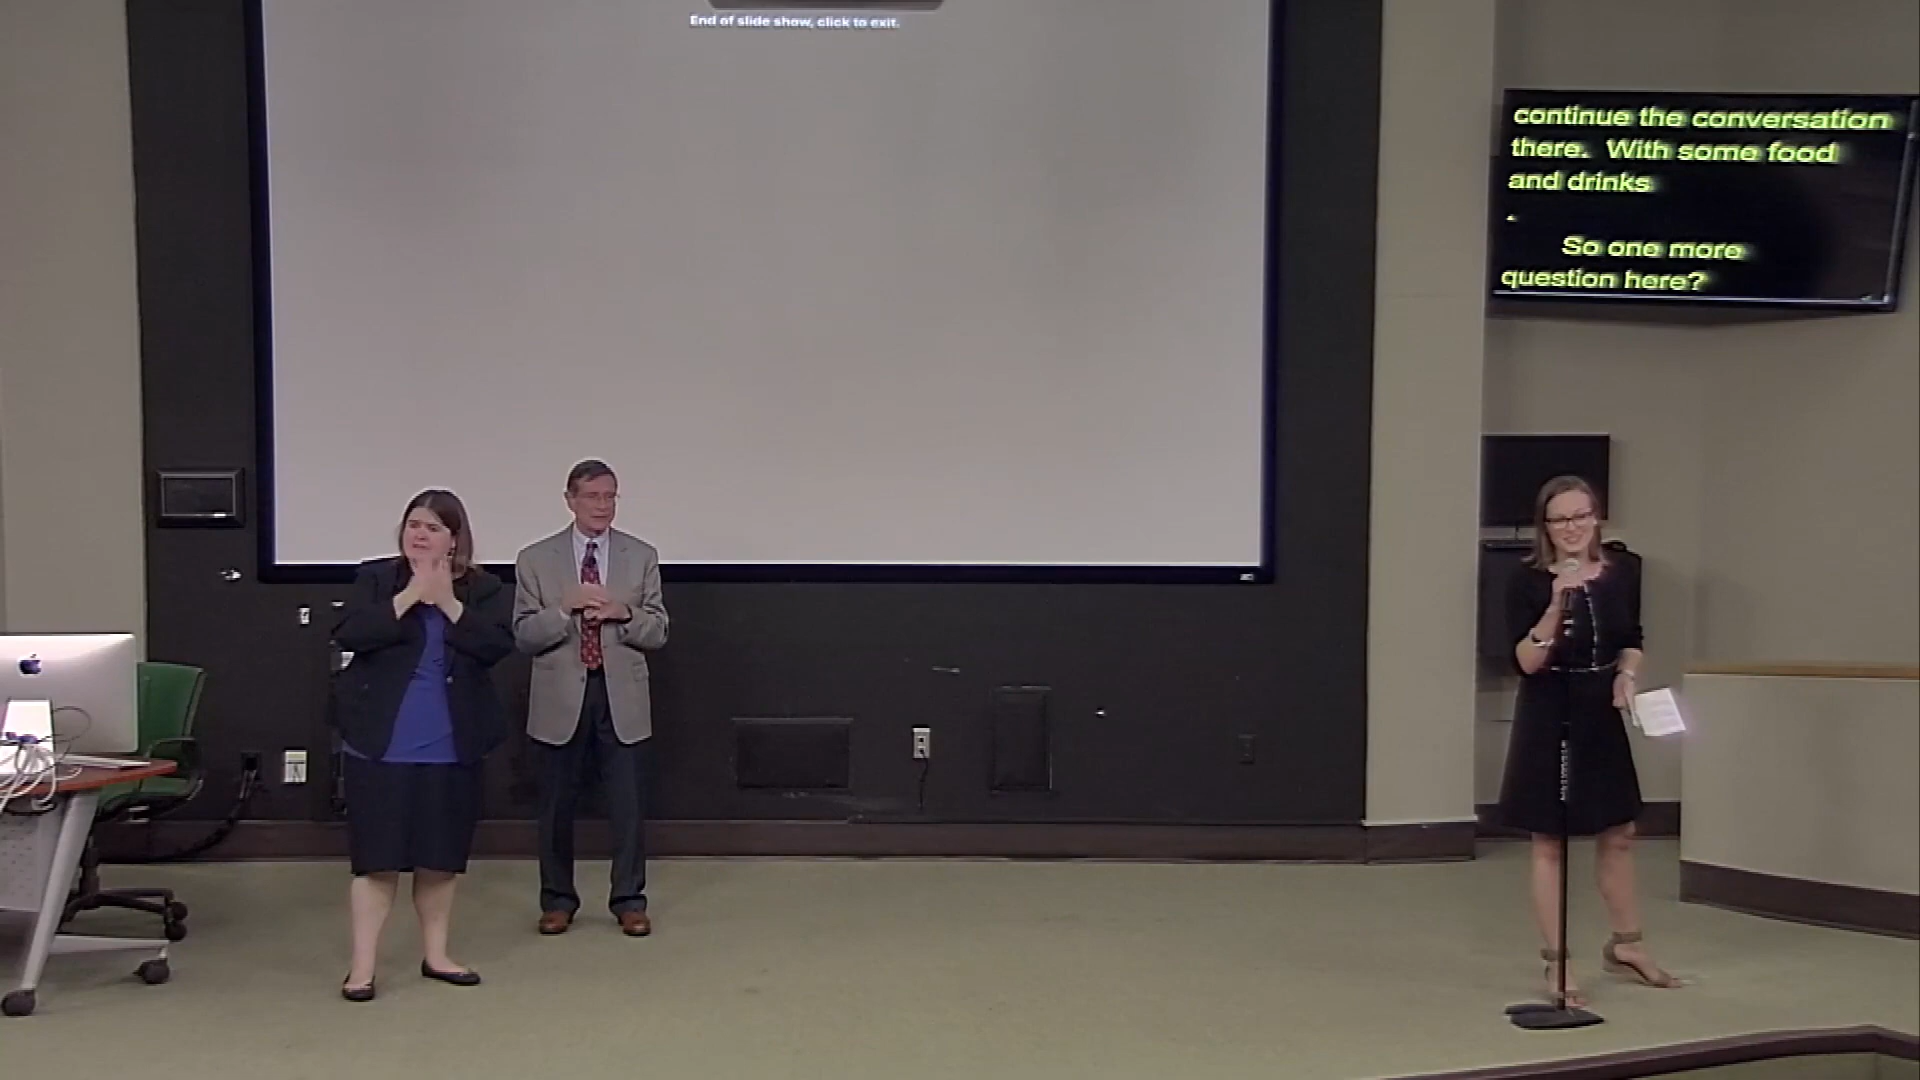 End of slide show, click to exit.
continue the conversation
there. With some food
and drinks
.
So one more
question here?